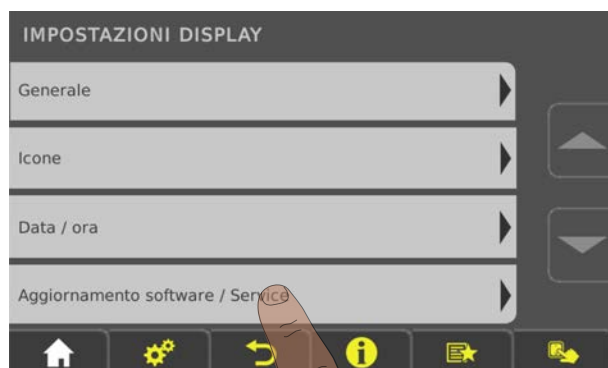 IMPOSTAZIONI DISPLAY
Generale
Icone
Data / ora
Aggiornamento software / Service